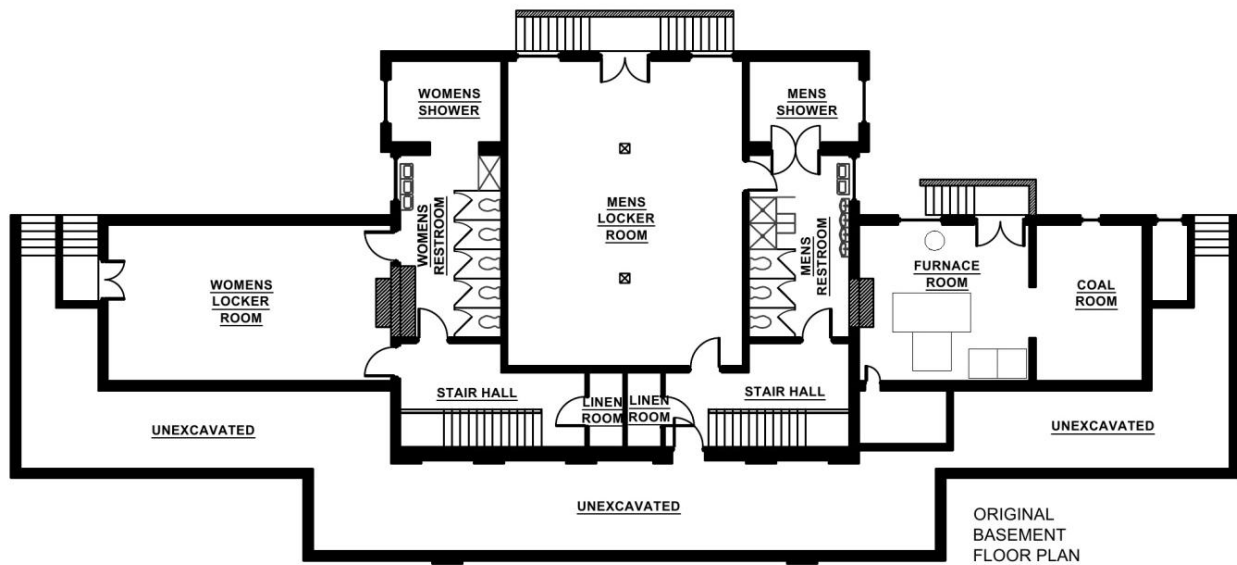 WOMENS
SHOWER
MENS
SHOWER
WOMENS
RESTROOM
MENS
LOCKER
ROOM
MENS
RESTROOM
FURNACE
ROOM
COAL
ROOM
WOMENS
LOCKER
ROOM
STAIR HALL
LINEN
ROOM
LINEN
ROOM
STAIR HALL
UNEXCAVATED
UNEXCAVATED
UNEXCAVATED
ORIGINAL
BASEMENT
FLOOR PLAN